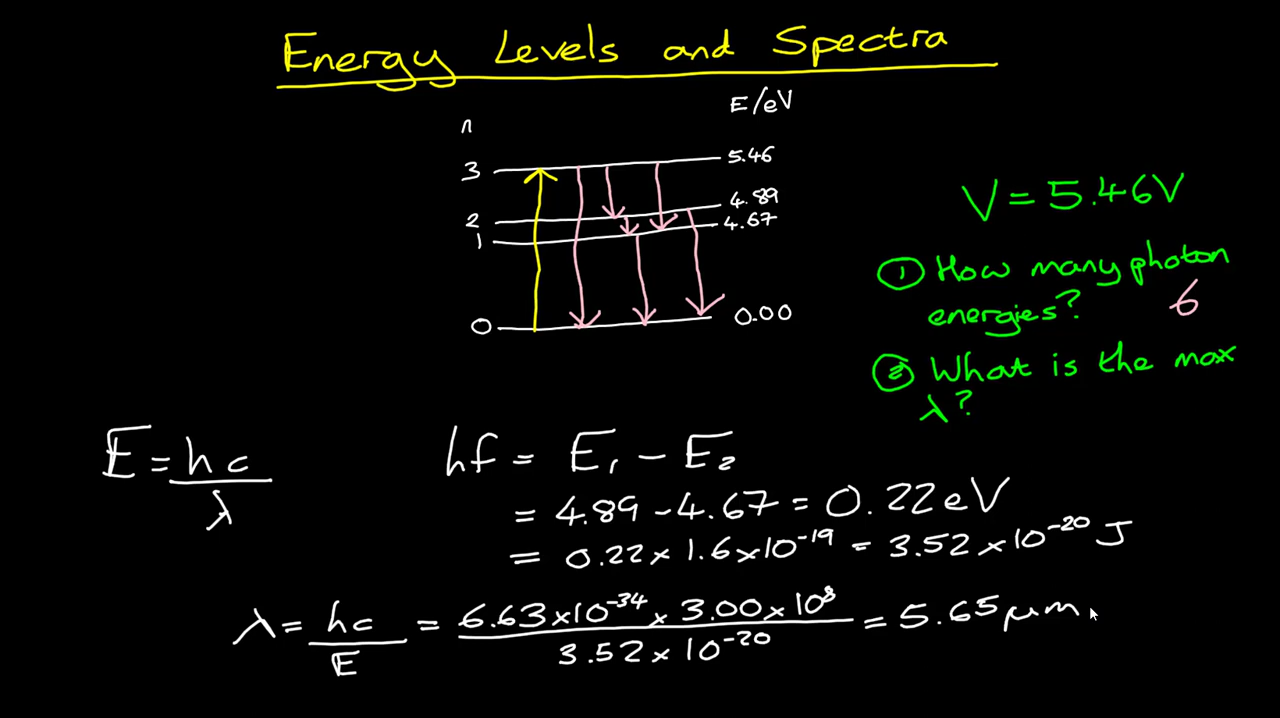 Energy Levels and Spectra
n
E/eV
3
5.46
2
4.89
1
4.67
0
0.00
V = 5.46V
① How many photon
energies? 6
② What is the max
λ?
E = hc/λ
hf = E₁ - E₂
= 4.89 - 4.67 = 0.22eV
= 0.22 × 1.6×10⁻¹⁹ = 3.52 × 10⁻²⁰ J
λ = hc/E = 6.63×10⁻³⁴ × 3.00×10⁸/3.52 × 10⁻²⁰ = 5.65μm.